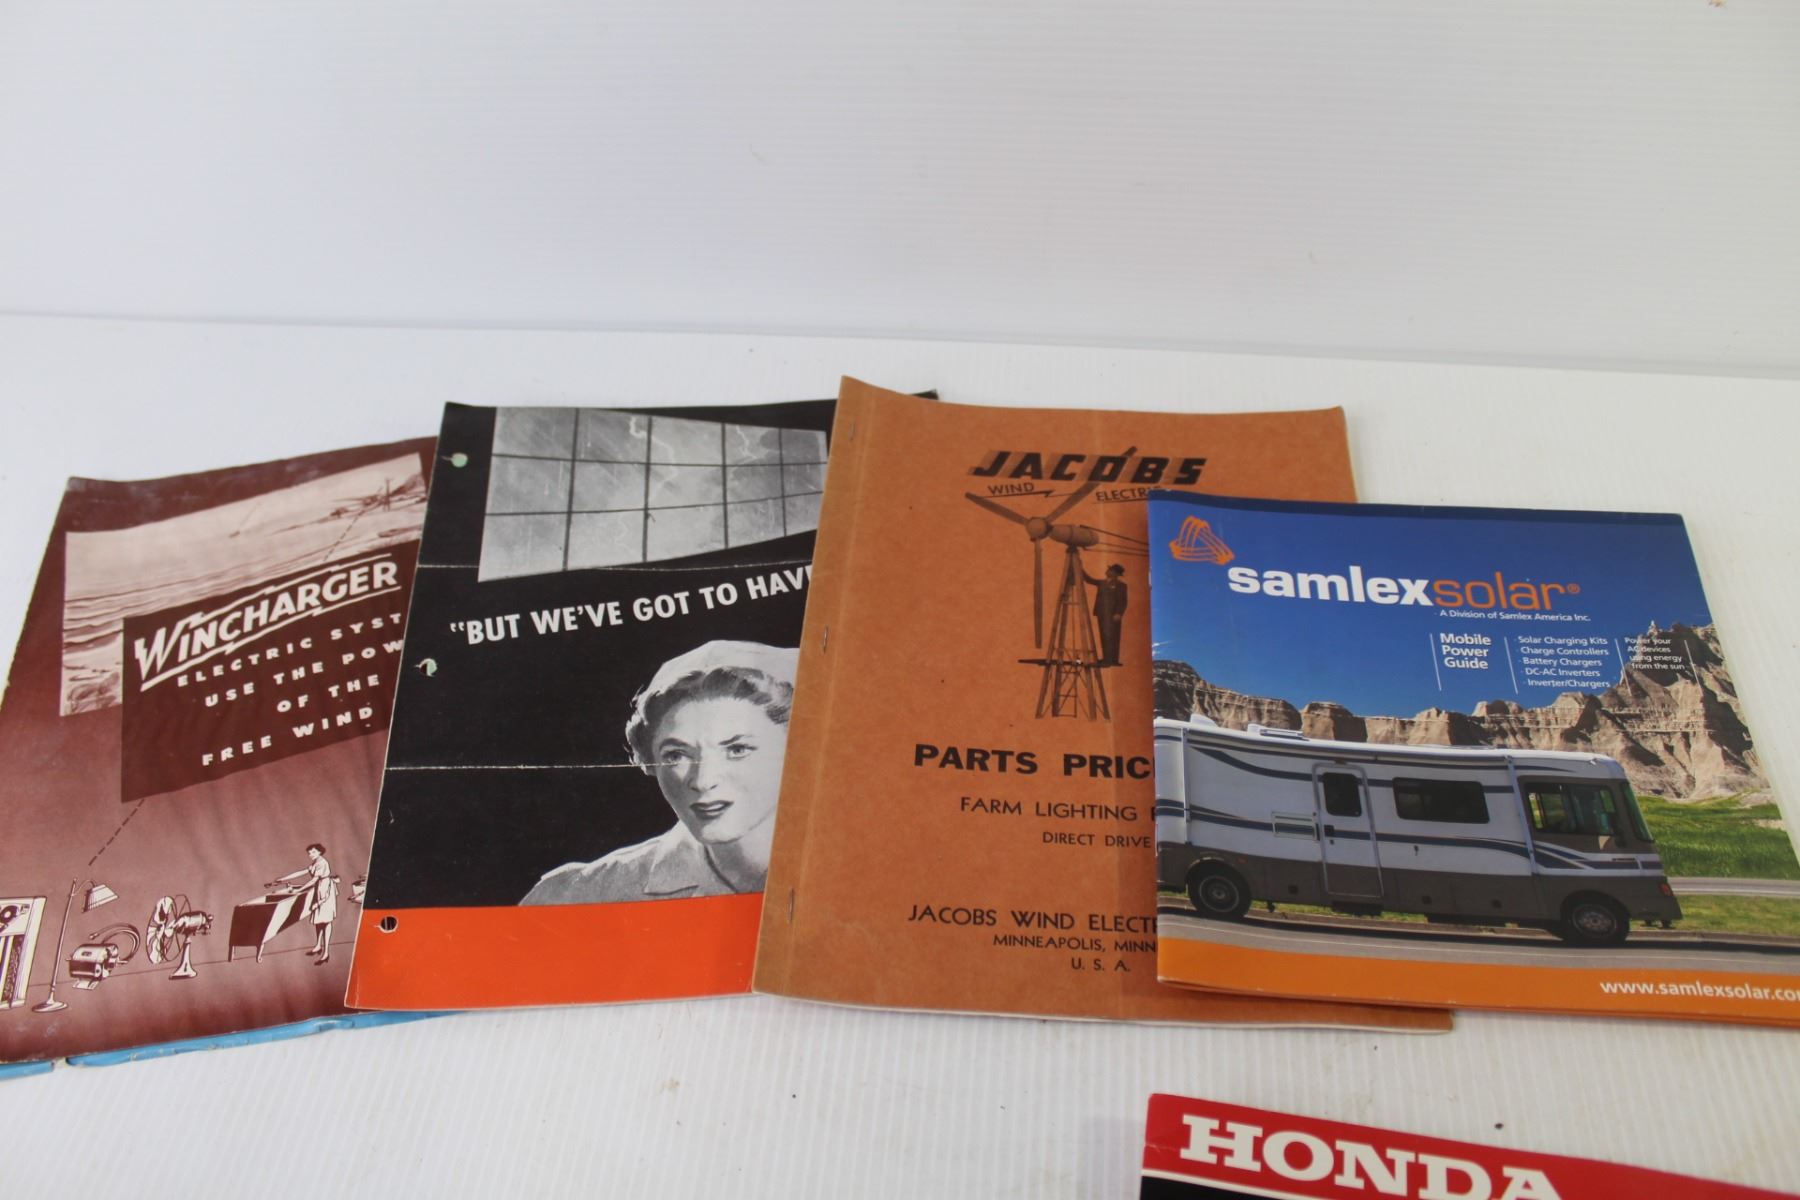 WINCHARGER
ELECTRIC SYST
USE THE POW
OF THE
FREE WIND.
"BUT WE'VE GOT TO HAV
JACOBS
WIND ELECTRIC
PARTS PRIC
FARM LIGHTING
DIRECT DRIVE
JACOBS WIND ELECT
MINNEAPOLIS, MINN
U. S. A.
samlexsolar®
A Division of Samlex America Inc.
Mobile
Power
Guide
· Solar Charging Kits
· Charge Controllers
· Battery Chargers
· DC-AC Inverters
· Inverter/Chargers
Power your
AC devices
using energy
from the sun
www.samlexsolar.co
HONDA